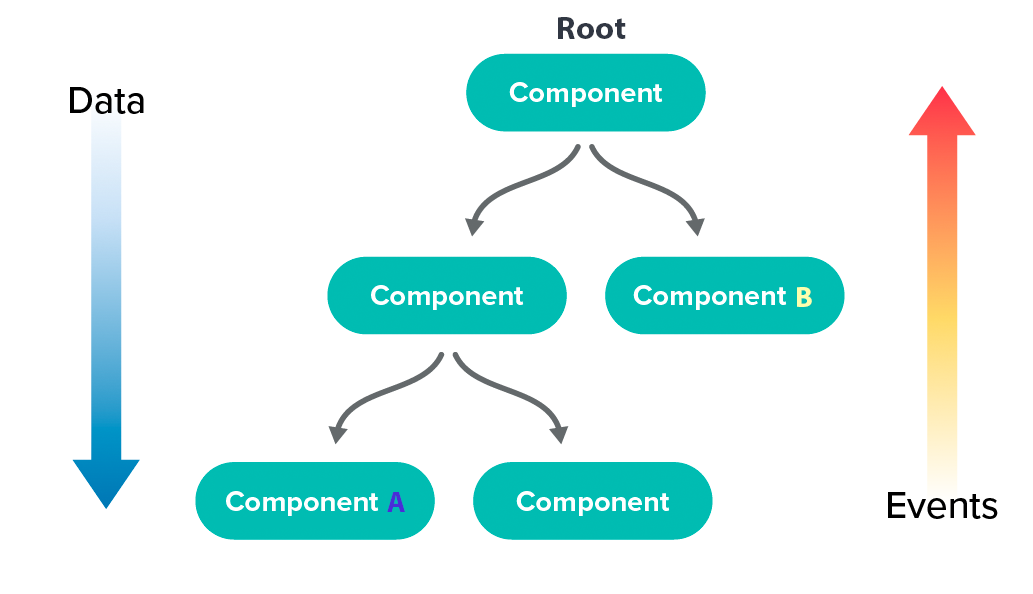 Root
Component
Data
Component
Component B
Component A
Component
Events